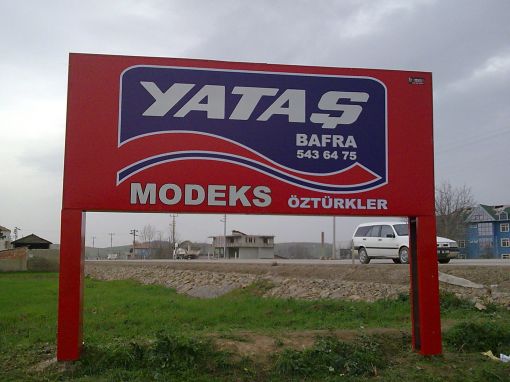 YATAŞ
BAFRA
543 64 75
MODEKS ÖZTÜRKLER